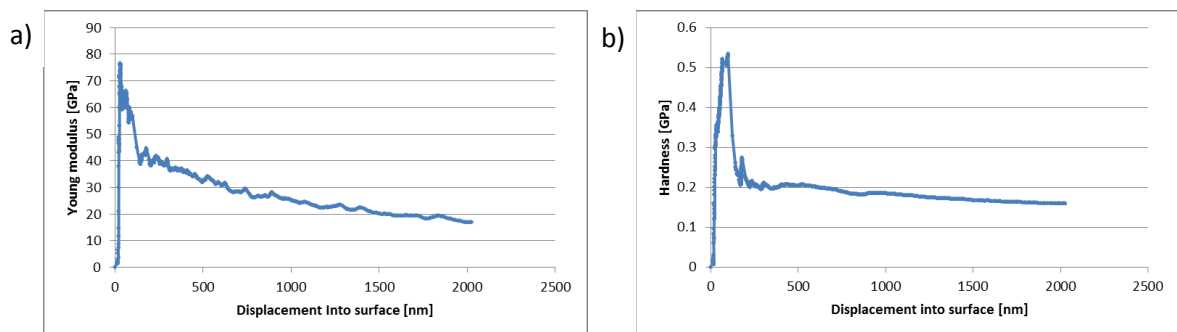 a)
Young modulus [GPa]
90
80
70
60
50
40
30
20
10
0
0 500 1000 1500 2000 2500
Displacement Into surface [nm]
b)
Hardness [GPa]
0.6
0.5
0.4
0.3
0.2
0.1
0
0 500 1000 1500 2000 2500
Displacement into surface [nm]